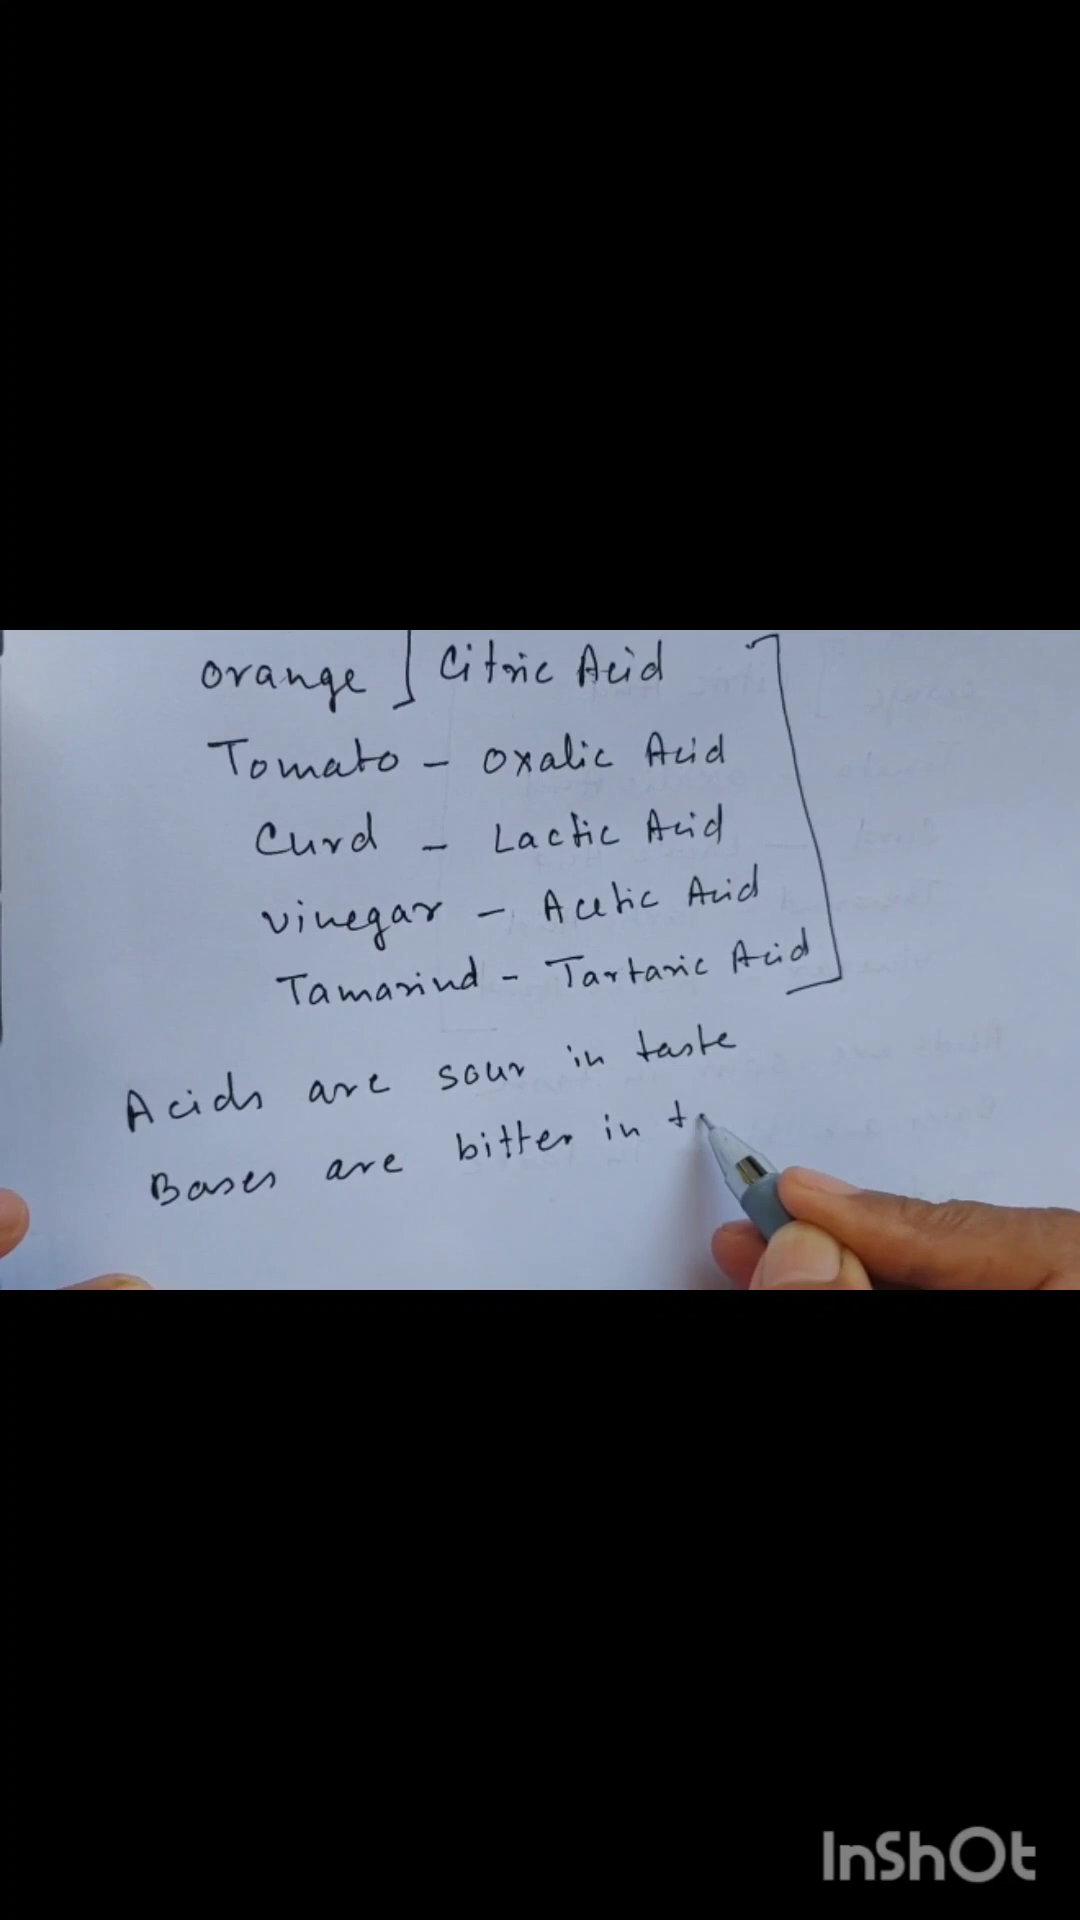 orange ] Citric Acid
Tomato - oxalic Acid
Curd - Lactic Acid
vinegar - Acetic Acid
Tamarind - Tartaric Acid
Acids are sour in taste
Bases are bitter in t
InShOt